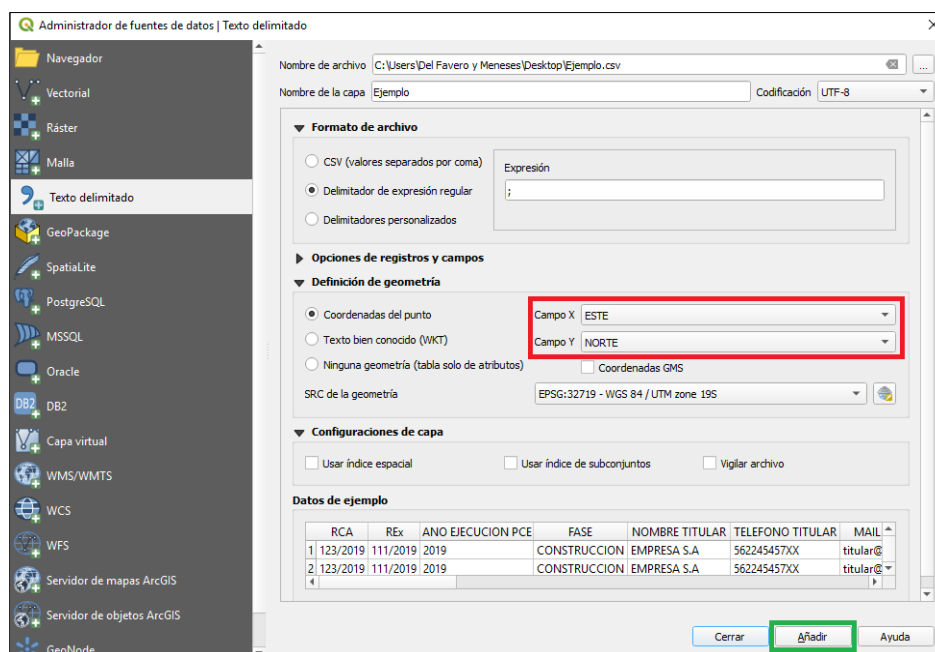 Administrador de fuentes de datos | Texto delimitado
Navegador
Vectorial
Ráster
Malla
Texto delimitado
GeoPackage
SpatiaLite
PostgreSQL
MSSQL
Oracle
DB2 DB2
Capa virtual
WMS/WMTS
WCS
WFS
Servidor de mapas ArcGIS
Servidor de objetos ArcGIS
GeoNode
Nombre de archivo C:\Users\Del Favero y Meneses\Desktop\Ejemplo.csv ...
Nombre de la capa Ejemplo Codificación UTF-8
Formato de archivo
CSV (valores separados por coma)
Delimitador de expresión regular
Delimitadores personalizados
Expresión
;
Opciones de registros y campos
Definición de geometría
Coordenadas del punto Campo X ESTE
Texto bien conocido (WKT) Campo Y NORTE
Ninguna geometría (tabla solo de atributos) Coordenadas GMS
SRC de la geometría EPSG:32719 - WGS 84 / UTM zone 19S
Configuraciones de capa
Usar índice espacial Usar índice de subconjuntos Vigilar archivo
Datos de ejemplo
RCA REx ANO EJECUCION PCE FASE NOMBRE TITULAR TELEFONO TITULAR MAIL
1 123/2019 111/2019 2019 CONSTRUCCION EMPRESA S.A 562245457XX titular@
2 123/2019 111/2019 2019 CONSTRUCCION EMPRESA S.A 562245457XX titular@
Cerrar Añadir Ayuda